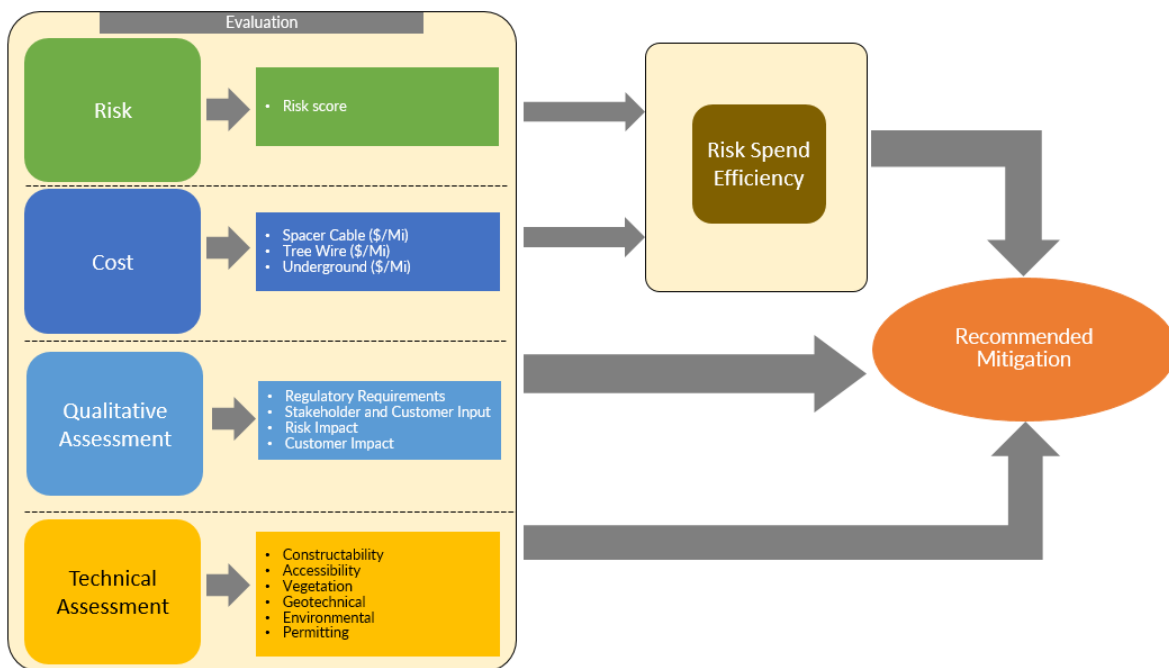 Evaluation
Risk
• Risk score
Cost
• Spacer Cable ($/Mi)
• Tree Wire ($/Mi)
• Underground ($/Mi)
Qualitative
Assessment
• Regulatory Requirements
• Stakeholder and Customer Input
• Risk Impact
• Customer Impact
Technical
Assessment
• Constructability
• Accessibility
• Vegetation
• Geotechnical
• Environmental
• Permitting
Risk Spend
Efficiency
Recommended
Mitigation